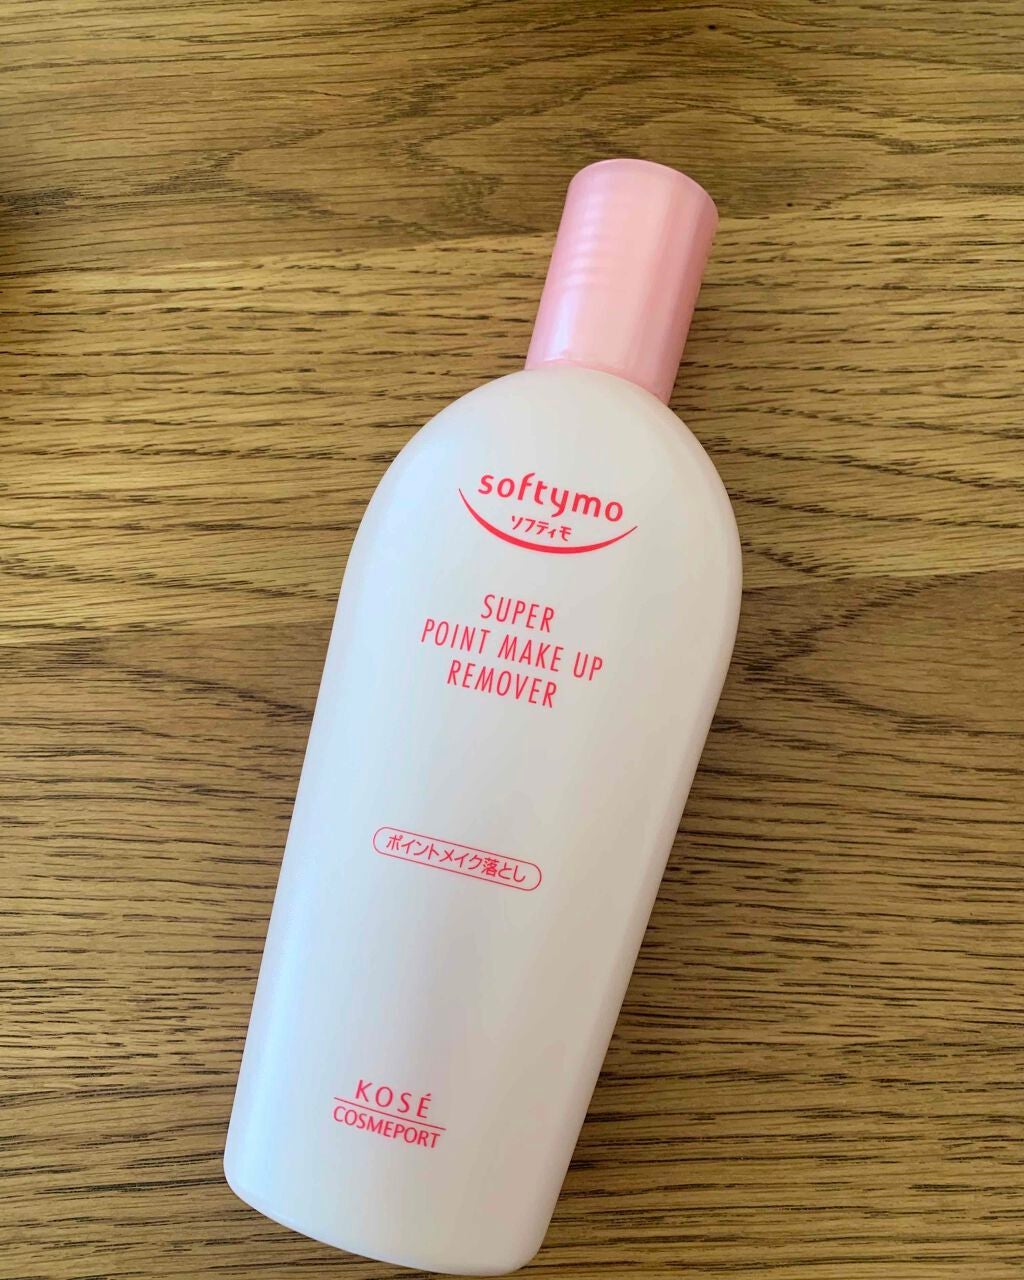 softymo
ソフティモ
SUPER
POINT MAKE UP
REMOVER
ポイントメイク落とし
KOSÉ
COSMEPORT